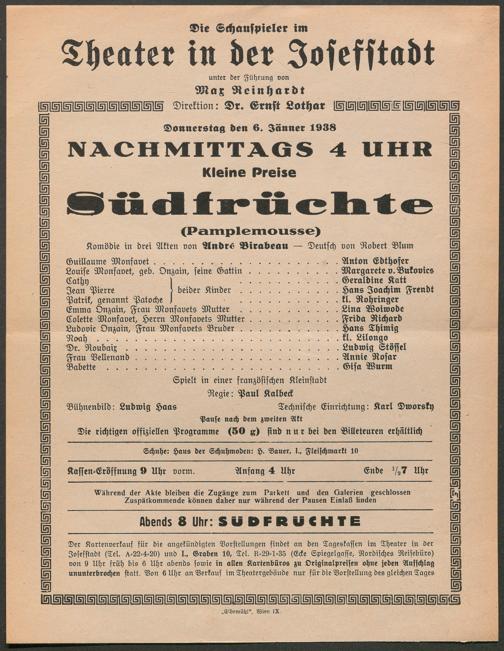 Die Schauspieler im
Theater in der Josefstadt
unter der Führung von
Max Reinhardt
Direktion: Dr. Ernst Lothar
Donnerstag den 6. Jänner 1938
NACHMITTAGS 4 UHR
Kleine Preise
Südfrüchte
(Pamplemousse)
Komödie in drei Akten von André Birabeau — Deutsch von Robert Blum
Guillaume Monfavet . . . . . . . . . . Anton Edthofer
Louise Monfavet, geb. Onzain, seine Gattin . . . . . . . . . . Margarete v. Bukovics
Cathy . . . . . . . . . . Geraldine Katt
Jean Pierre } beider Kinder . . . . . . . . . . Hans Joachim Frendt
Patrik, genannt Patoche . . . . . . . . . . kl. Rohringer
Emma Onzain, Frau Monfavets Mutter . . . . . . . . . . Lina Woiwode
Colette Monfavet, Herrn Monfavets Mutter . . . . . . . . . . Frida Richard
Ludovic Onzain, Frau Monfavets Bruder . . . . . . . . . . Hans Thimig
Noah . . . . . . . . . . kl. Lilongo
Dr. Roubaix . . . . . . . . . . Ludwig Stössel
Frau Bellenand . . . . . . . . . . Annie Rosar
Babette . . . . . . . . . . Gisa Wurm
Spielt in einer französischen Kleinstadt
Regie: Paul Kalbeck
Bühnenbild: Ludwig Haas Technische Einrichtung: Karl Dworsky
Pause nach dem zweiten Akt
Die richtigen offiziellen Programme (50 g) sind nur bei den Billeteuren erhältlich
Schuhe: Haus der Schuhmoden: H. Bauer, I., Fleischmarkt 10
Kassen-Eröffnung 9 Uhr vorm. Anfang 4 Uhr Ende ½7 Uhr
Während der Akte bleiben die Zugänge zum Parkett und den Galerien geschlossen
Zuspätkommende können daher nur während der Pausen Einlaß finden
Abends 8 Uhr: SÜDFRÜCHTE
Der Kartenverkauf für die angekündigten Vorstellungen findet an den Tageskassen im Theater in der
Josefstadt (Tel. A-22-4-20) und I., Graben 10, Tel. R-29-1-35 (Ecke Spiegelgasse, Nordisches Reisebüro)
von 9 Uhr früh bis 6 Uhr abends sowie in allen Kartenbüros zu Originalpreisen ohne jeden Aufschlag
ununterbrochen statt. Von 6 Uhr an Verkauf im Theatergebäude nur für die Vorstellung des gleichen Tages
„Elbemühl“, Wien IX.